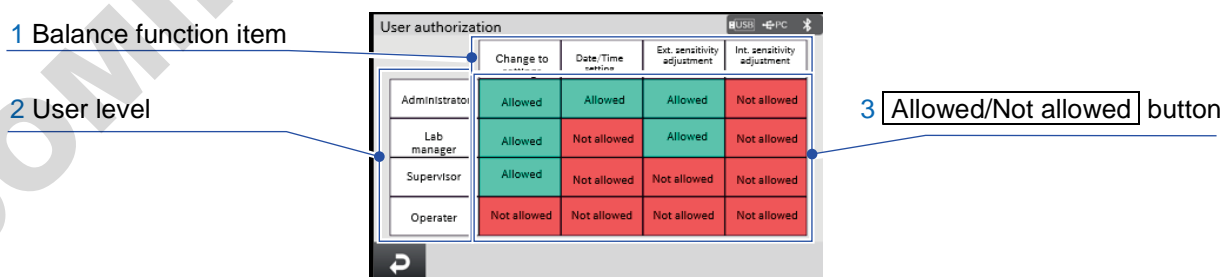 User authorization
USB PC
1 Balance function item
Change to
Date/Time
Ext. sensitivity
adjustment
Int. sensitivity
adjustment
2 User level
Administrator
Allowed
Allowed
Allowed
Not allowed
3 Allowed/Not allowed button
Lab
manager
Allowed
Not allowed
Allowed
Not allowed
Supervisor
Allowed
Not allowed
Not allowed
Not allowed
Operater
Not allowed
Not allowed
Not allowed
Not allowed